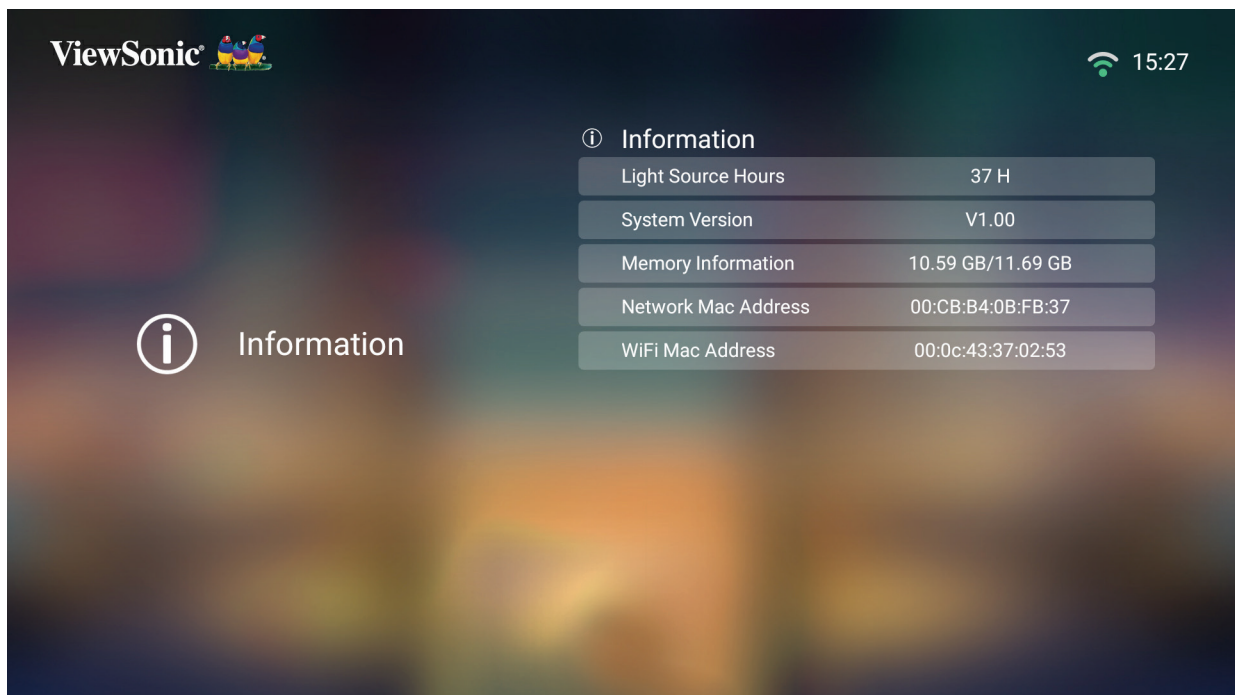 ViewSonic®
15:27
Information
Light Source Hours 37 H
System Version V1.00
Memory Information 10.59 GB/11.69 GB
Network Mac Address 00:CB:B4:0B:FB:37
WiFi Mac Address 00:0c:43:37:02:53
Information